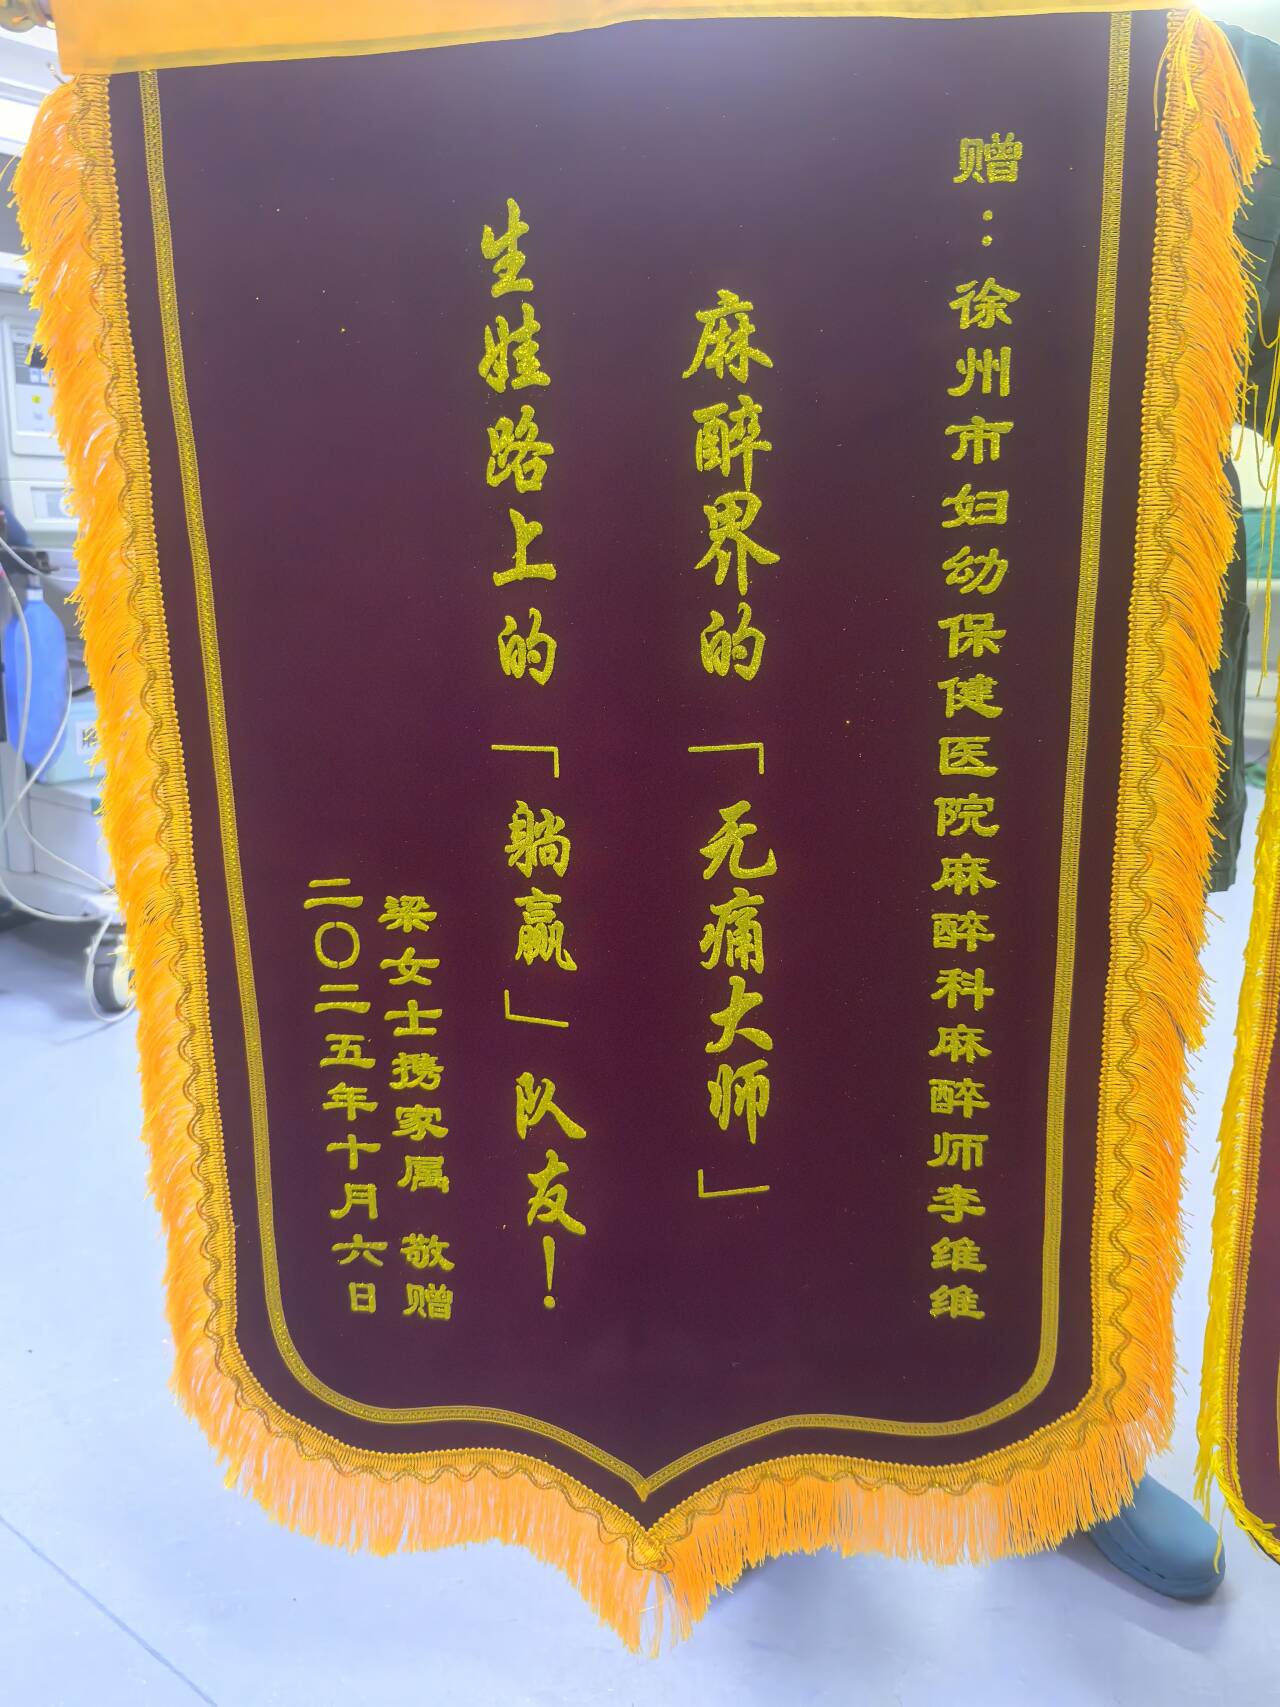 赠：徐州市妇幼保健医院麻醉科麻醉师李维维
麻醉界的「无痛大师」
生娃路上的「躺赢」队友！
梁女士携家属 敬赠
二〇二五年十月六日